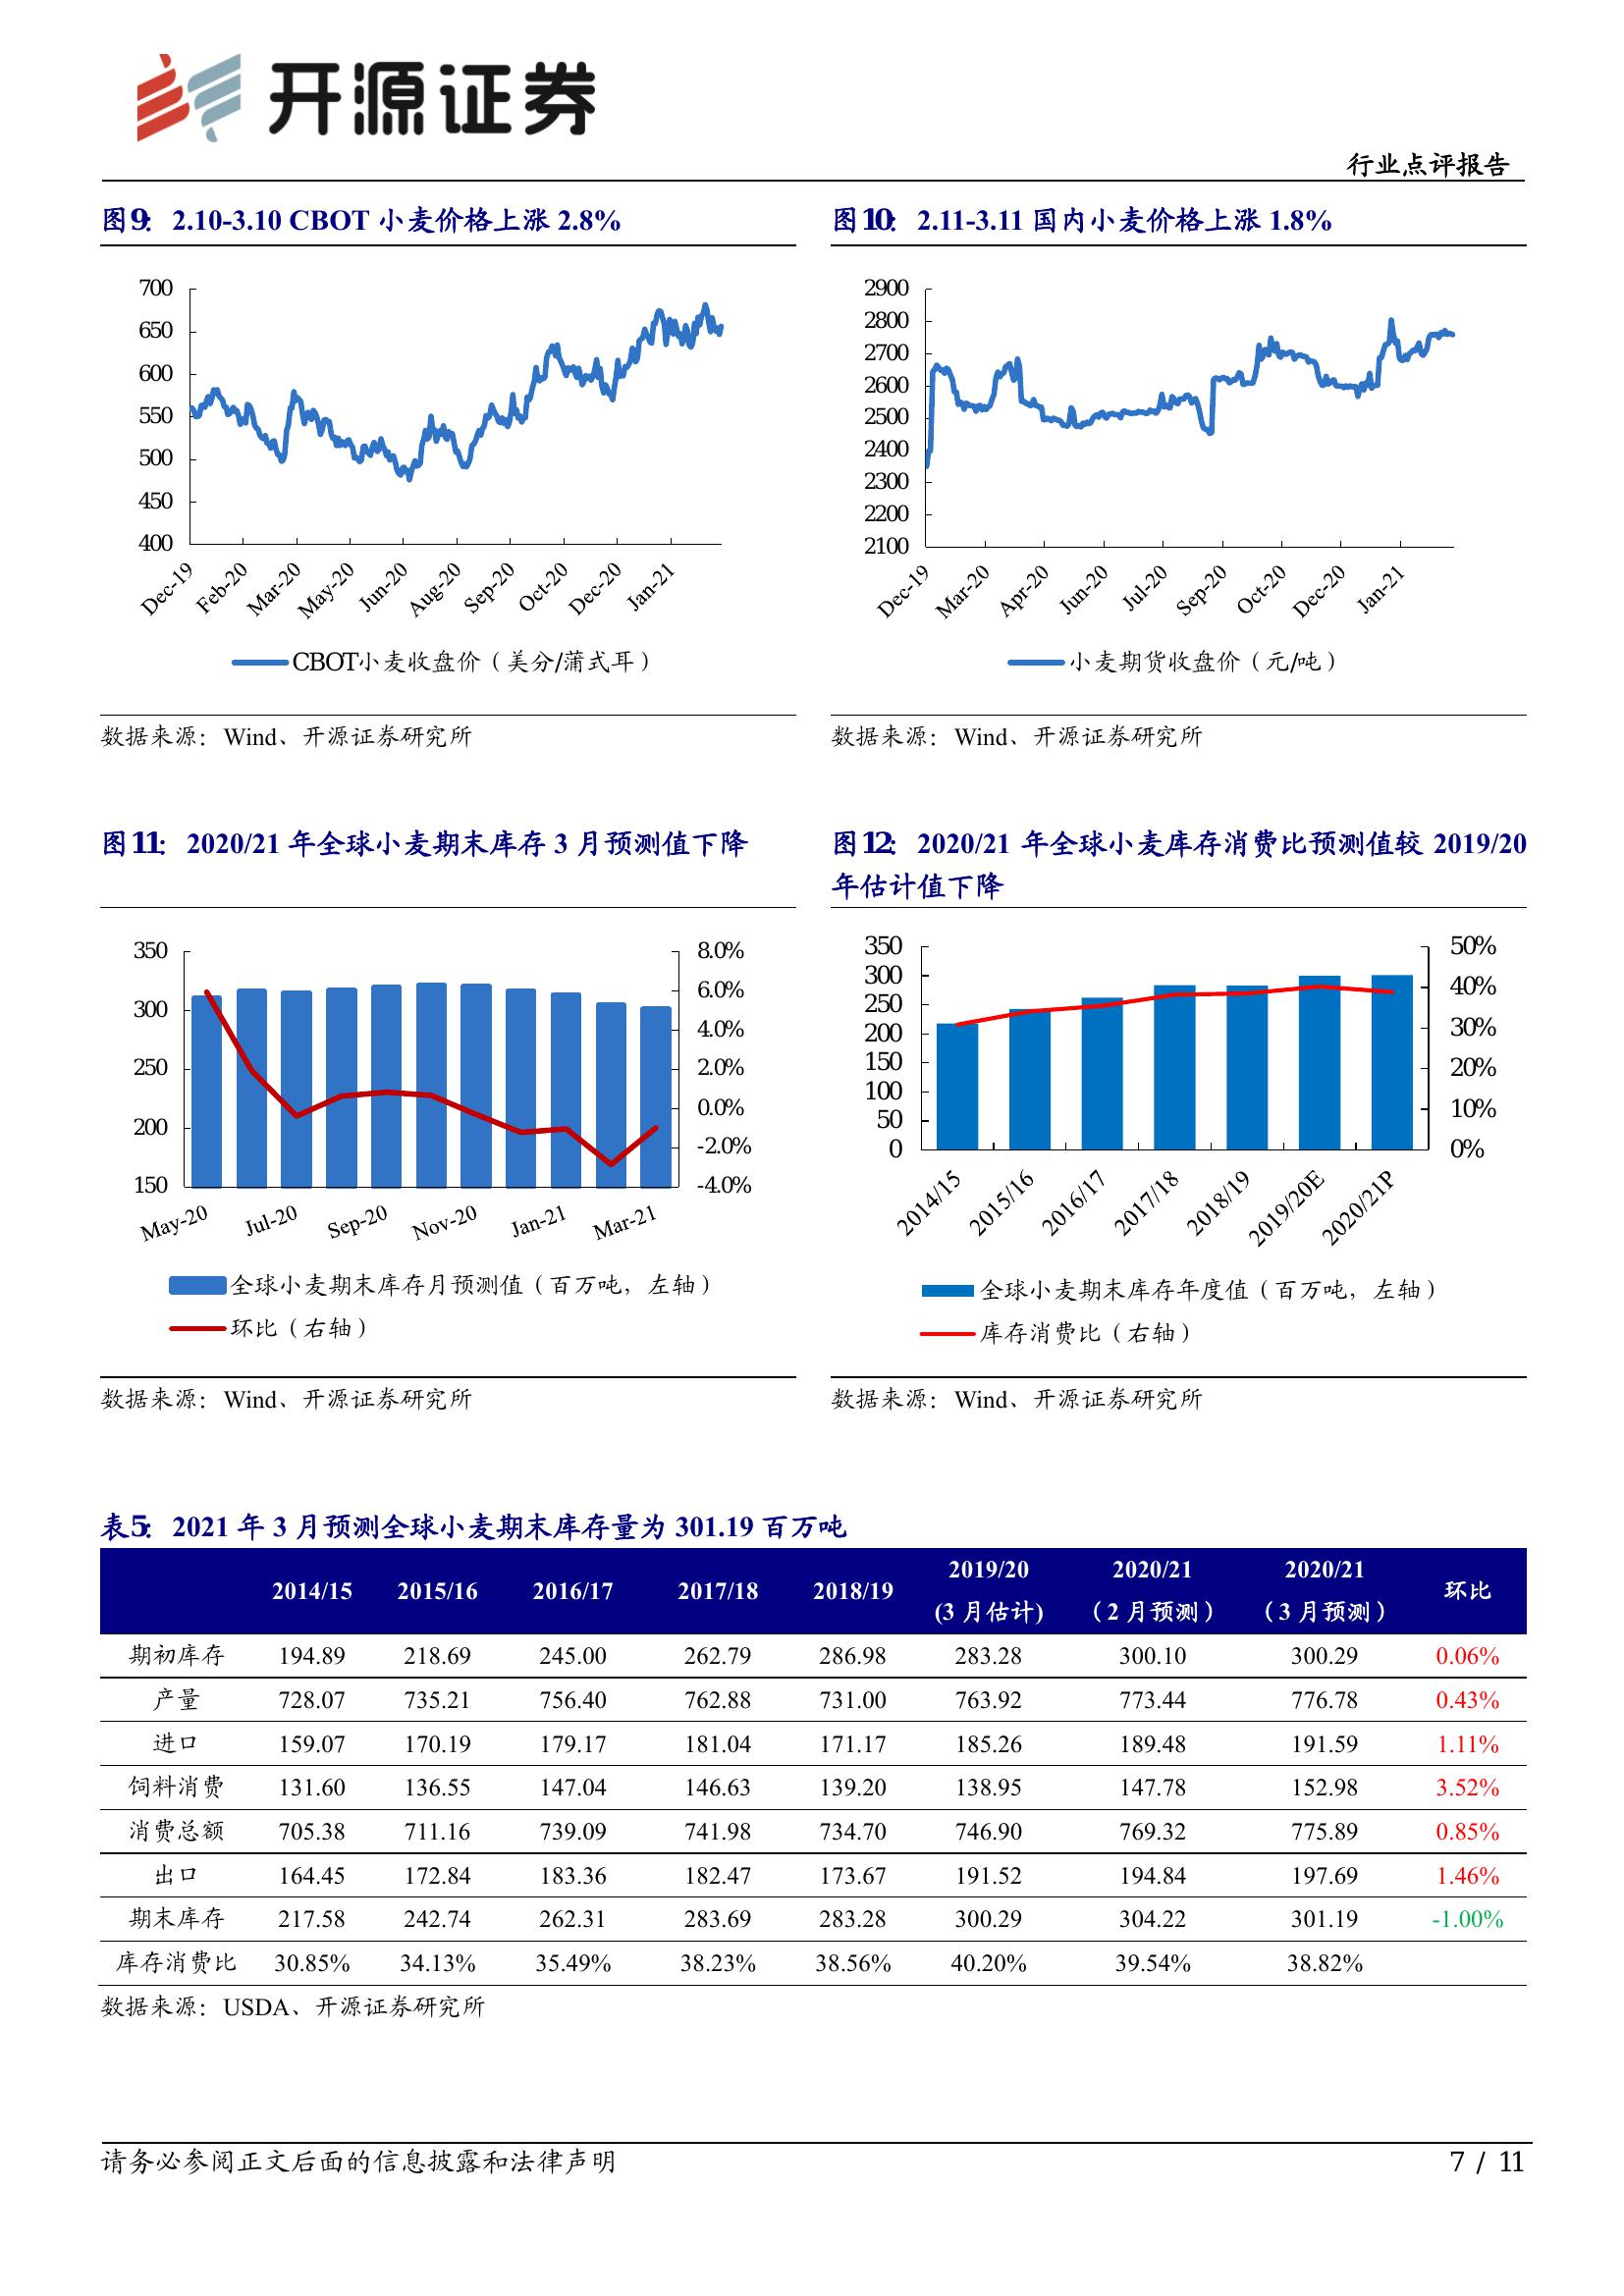 开源证券
行业点评报告
图9： 2.10-3.10 CBOT 小麦价格上涨 2.8%
700
650
600
550
500
450
400
Dec-19 Feb-20 Mar-20 May-20 Jun-20 Aug-20 Sep-20 Oct-20 Dec-20 Jan-21
CBOT小麦收盘价（美分/蒲式耳）
数据来源：Wind、开源证券研究所
图10： 2.11-3.11 国内小麦价格上涨 1.8%
2900
2800
2700
2600
2500
2400
2300
2200
2100
Dec-19 Mar-20 Apr-20 Jun-20 Jul-20 Sep-20 Oct-20 Dec-20 Jan-21
小麦期货收盘价（元/吨）
数据来源：Wind、开源证券研究所
图11： 2020/21 年全球小麦期末库存 3 月预测值下降
350 8.0%
6.0%
300 4.0%
250 2.0%
0.0%
200 -2.0%
150 -4.0%
May-20 Jul-20 Sep-20 Nov-20 Jan-21 Mar-21
全球小麦期末库存月预测值（百万吨，左轴）
环比（右轴）
数据来源：Wind、开源证券研究所
图12： 2020/21 年全球小麦库存消费比预测值较 2019/20
年估计值下降
350 50%
300 40%
250
200 30%
150 20%
100 10%
50
0 0%
2014/15 2015/16 2016/17 2017/18 2018/19 2019/20E 2020/21P
全球小麦期末库存年度值（百万吨，左轴）
库存消费比（右轴）
数据来源：Wind、开源证券研究所
表5： 2021 年 3 月预测全球小麦期末库存量为 301.19 百万吨
2014/15 2015/16 2016/17 2017/18 2018/19 2019/20 2020/21 2020/21 环比
(3 月估计) （2 月预测） （3 月预测）
期初库存 194.89 218.69 245.00 262.79 286.98 283.28 300.10 300.29 0.06%
产量 728.07 735.21 756.40 762.88 731.00 763.92 773.44 776.78 0.43%
进口 159.07 170.19 179.17 181.04 171.17 185.26 189.48 191.59 1.11%
饲料消费 131.60 136.55 147.04 146.63 139.20 138.95 147.78 152.98 3.52%
消费总额 705.38 711.16 739.09 741.98 734.70 746.90 769.32 775.89 0.85%
出口 164.45 172.84 183.36 182.47 173.67 191.52 194.84 197.69 1.46%
期末库存 217.58 242.74 262.31 283.69 283.28 300.29 304.22 301.19 -1.00%
库存消费比 30.85% 34.13% 35.49% 38.23% 38.56% 40.20% 39.54% 38.82%
数据来源：USDA、开源证券研究所
请务必参阅正文后面的信息披露和法律声明 7 / 11